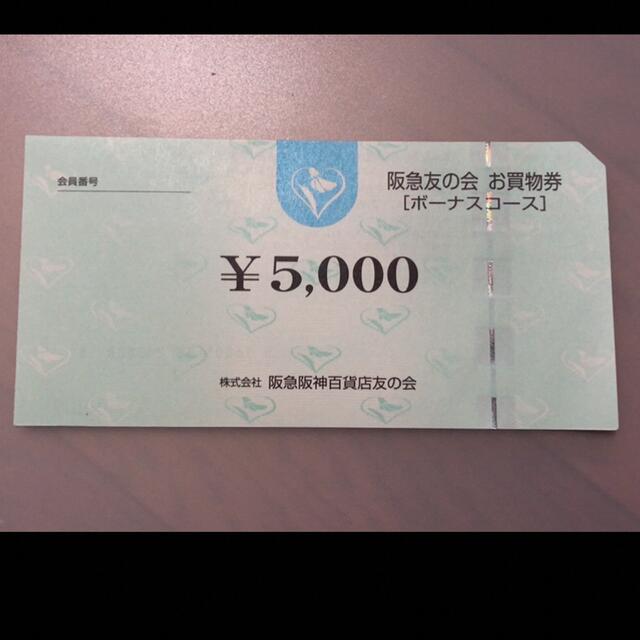 会員番号
阪急友の会 お買物券
[ボーナスコース]
¥5,000
株式会社 阪急阪神百貨店友の会